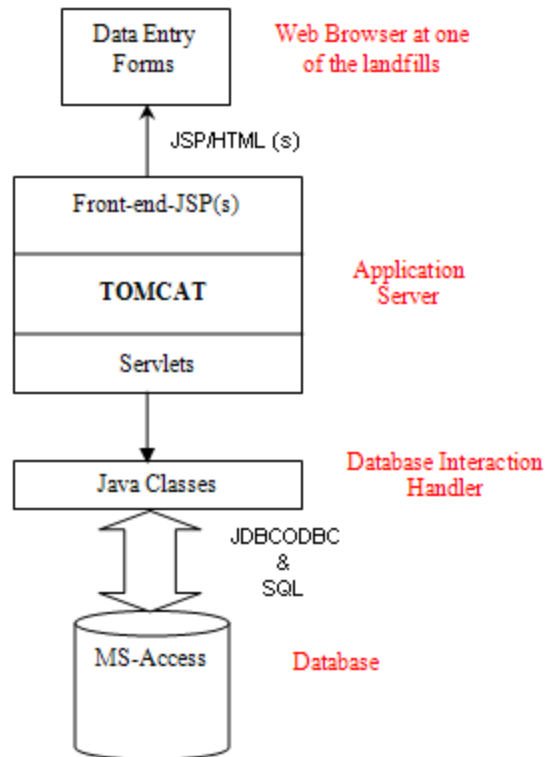 Data Entry
Forms
Web Browser at one
of the landfills
JSP/HTML (s)
Front-end-JSP(s)
TOMCAT
Application
Server
Servlets
Java Classes
Database Interaction
Handler
JDBCODBC
&
SQL
MS-Access
Database